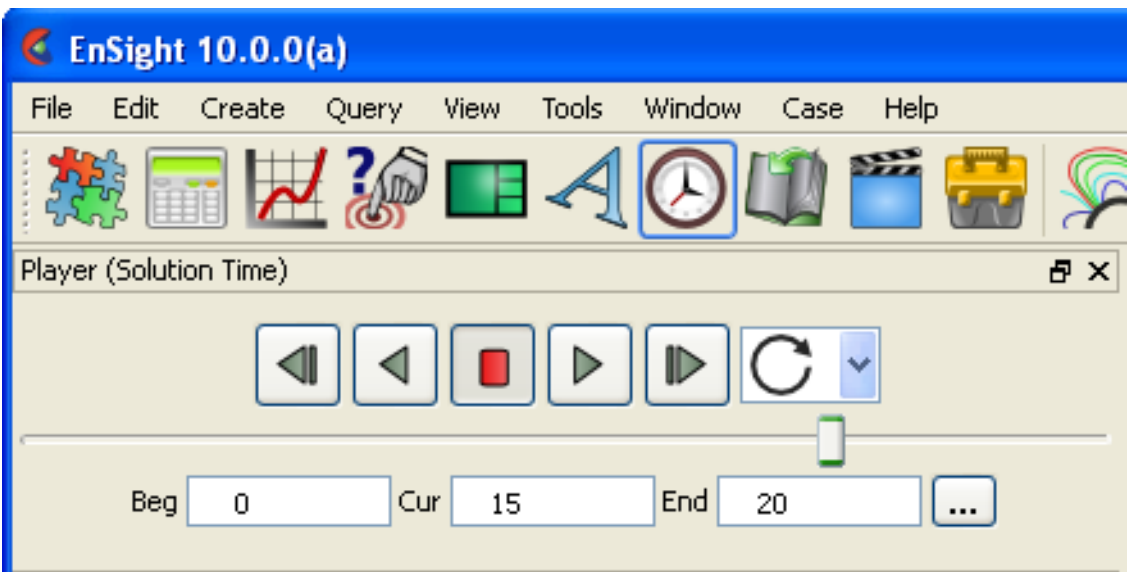 EnSight 10.0.0(a)
File Edit Create Query View Tools Window Case Help
Player (Solution Time)
Beg 0 Cur 15 End 20 ...